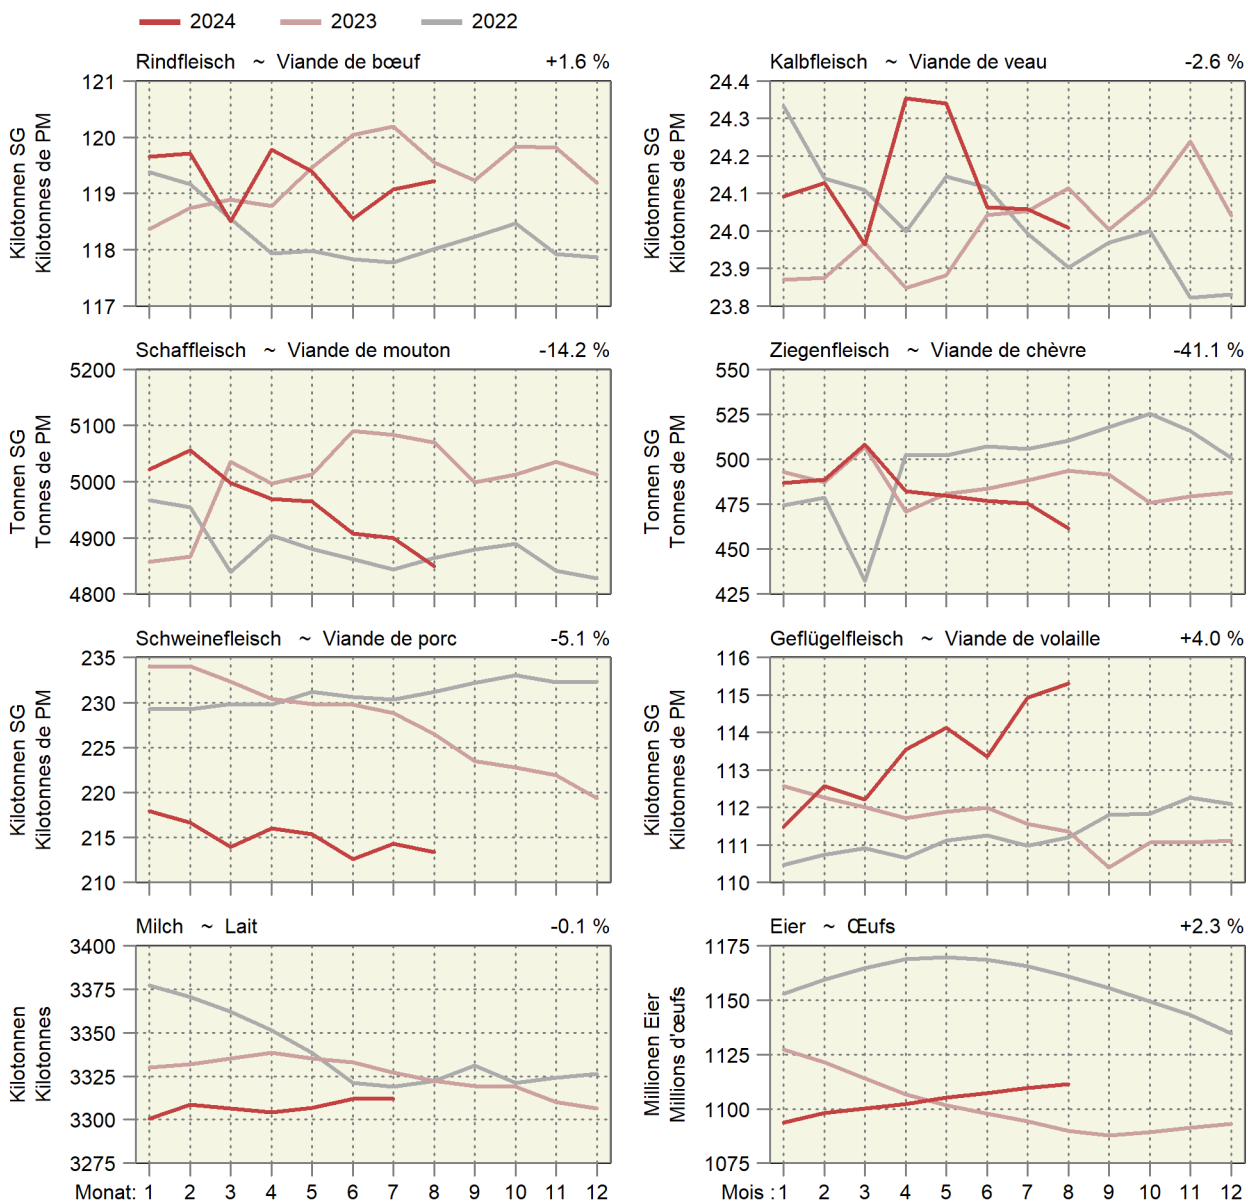 2024 2023 2022
Rindfleisch ~ Viande de bœuf +1.6 %
Kilotonnen SG
Kilotonnes de PM
121
120
119
118
117
Kalbfleisch ~ Viande de veau -2.6 %
Kilotonnen SG
Kilotonnes de PM
24.4
24.3
24.2
24.1
24.0
23.9
23.8
Schaffleisch ~ Viande de mouton -14.2 %
Tonnen SG
Tonnes de PM
5200
5100
5000
4900
4800
Ziegenfleisch ~ Viande de chèvre -41.1 %
Tonnen SG
Tonnes de PM
550
525
500
475
450
425
Schweinefleisch ~ Viande de porc -5.1 %
Kilotonnen SG
Kilotonnes de PM
235
230
225
220
215
210
Geflügelfleisch ~ Viande de volaille +4.0 %
Kilotonnen SG
Kilotonnes de PM
116
115
114
113
112
111
110
Milch ~ Lait -0.1 %
Kilotonnen
Kilotonnes
3400
3375
3350
3325
3300
3275
Monat: 1 2 3 4 5 6 7 8 9 10 11 12
Eier ~ Œufs +2.3 %
Millionen Eier
Millions d'œufs
1175
1150
1125
1100
1075
Mois : 1 2 3 4 5 6 7 8 9 10 11 12